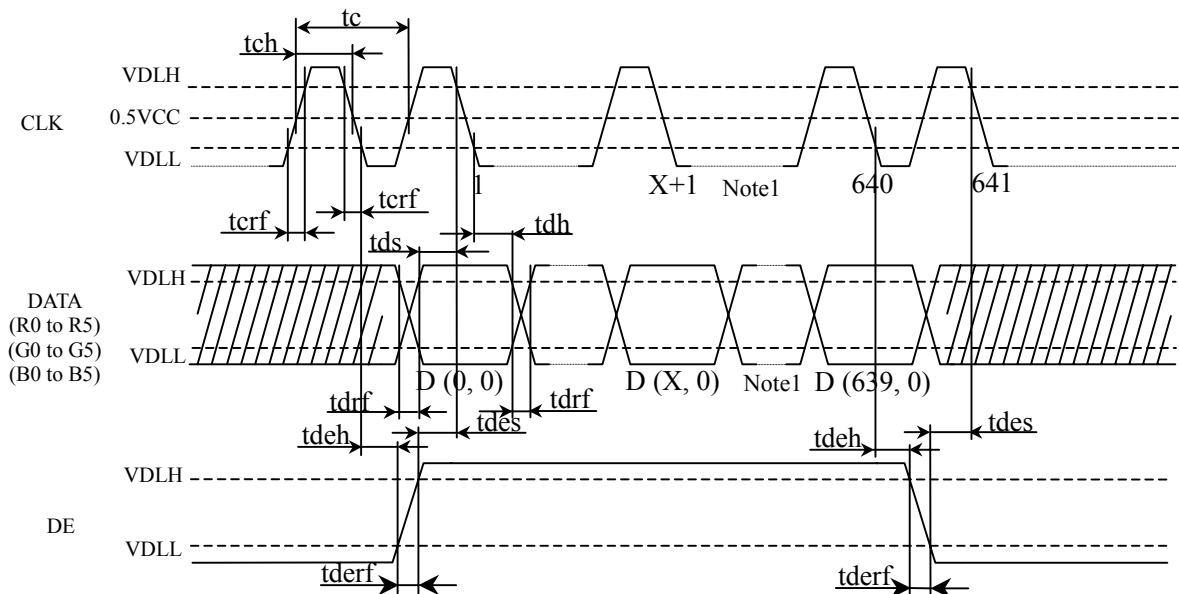 tc
tch
VDLH
CLK
0.5VCC
VDLL
1
X+1
Note1
640
641
tcrf
tcrf
tds
tdh
VDLH
DATA
(R0 to R5)
(G0 to G5)
(B0 to B5)
VDLL
D (0, 0)
D (X, 0)
Note1
D (639, 0)
tdrf
tdrf
tdeh
tdes
tdeh
tdes
VDLH
DE
VDLL
tderf
tderf